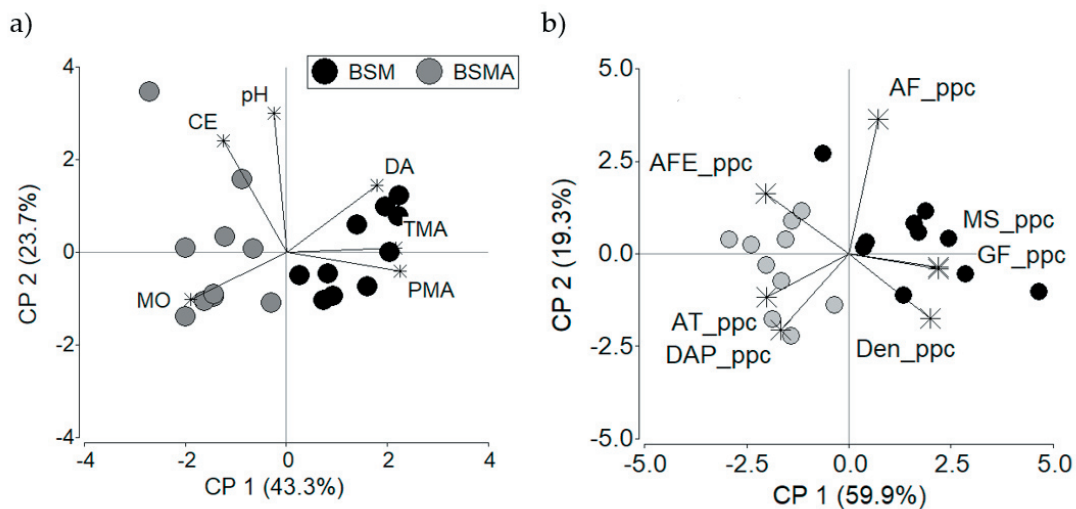 a)
BSM BSMA
4
2
0
-2
-4
-4 -2 0 2 4
CP 2 (23.7%)
CP 1 (43.3%)
pH
CE
DA
TMA
PMA
MO
b)
5.0
2.5
0.0
-2.5
-5.0
-5.0 -2.5 0.0 2.5 5.0
CP 2 (19.3%)
CP 1 (59.9%)
AF_ppc
AFE_ppc
MS_ppc
GF_ppc
AT_ppc
DAP_ppc
Den_ppc